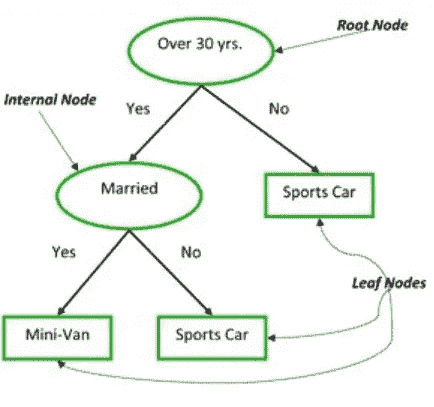 Root Node
Over 30 yrs.
Internal Node
Yes
No
Married
Sports Car
Yes
No
Leaf Nodes
Mini-Van
Sports Car